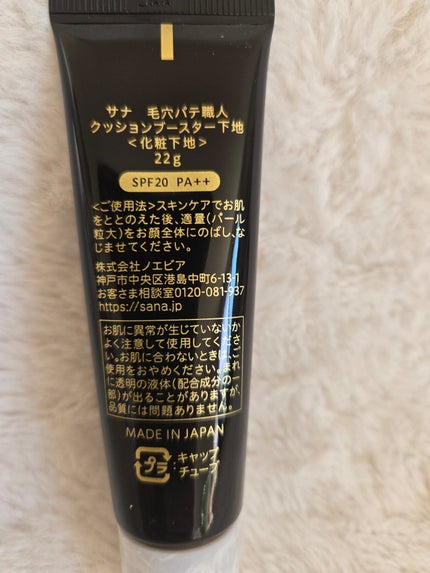 サナ 毛穴パテ職人
クッションブースター下地
<化粧下地>
22g
SPF20 PA++
<ご使用法>スキンケアでお肌
をととのえた後、適量(パール
粒大)をお顔全体にのばし、な
じませてください。
株式会社ノエビア
神戸市中央区港島中町6-13-1
お客さま相談室0120-081-937
https://sana.jp
お肌に異常が生じていないか
よく注意して使用してくださ
い。お肌に合わないときは、ご
使用をおやめください。まれ
に透明の液体(配合成分の一
部)が出ることがありますが、
品質には問題ありません。
MADE IN JAPAN
プラ
キャップ
チューブ